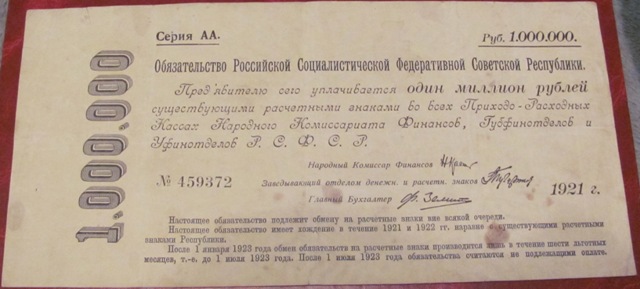 Серия АА.
Руб. 1.000.000.
Обязательство Российской Социалистической Федеративной Советской Республики.
Пред'явителю сего уплачивается один миллион рублей
существующими расчетными знаками во всех Приходо-Расходных
Кассах Народного Комиссариата Финансов, Губфинотделов и
Уфинотделов Р. С. Ф. С. Р.
1.000.000
Народный Комиссар Финансов
№ 459372
Заведывающий отделом денежн. и расчетн. знаков
1921 г.
Главный Бухгалтер
Настоящее обязательство подлежит обмену на расчетные знаки вне всякой очереди.
Настоящее обязательство имеет хождение в течение 1921 и 1922 гг. наравне с существующими расчетными
знаками Республики.
После 1 января 1923 года обмен обязательств на расчетные знаки производится лишь в течение шести льготных
месяцев, т.-е. до 1 июля 1923 года. После 1 июля 1923 года обязательства считаются не подлежащими оплате.